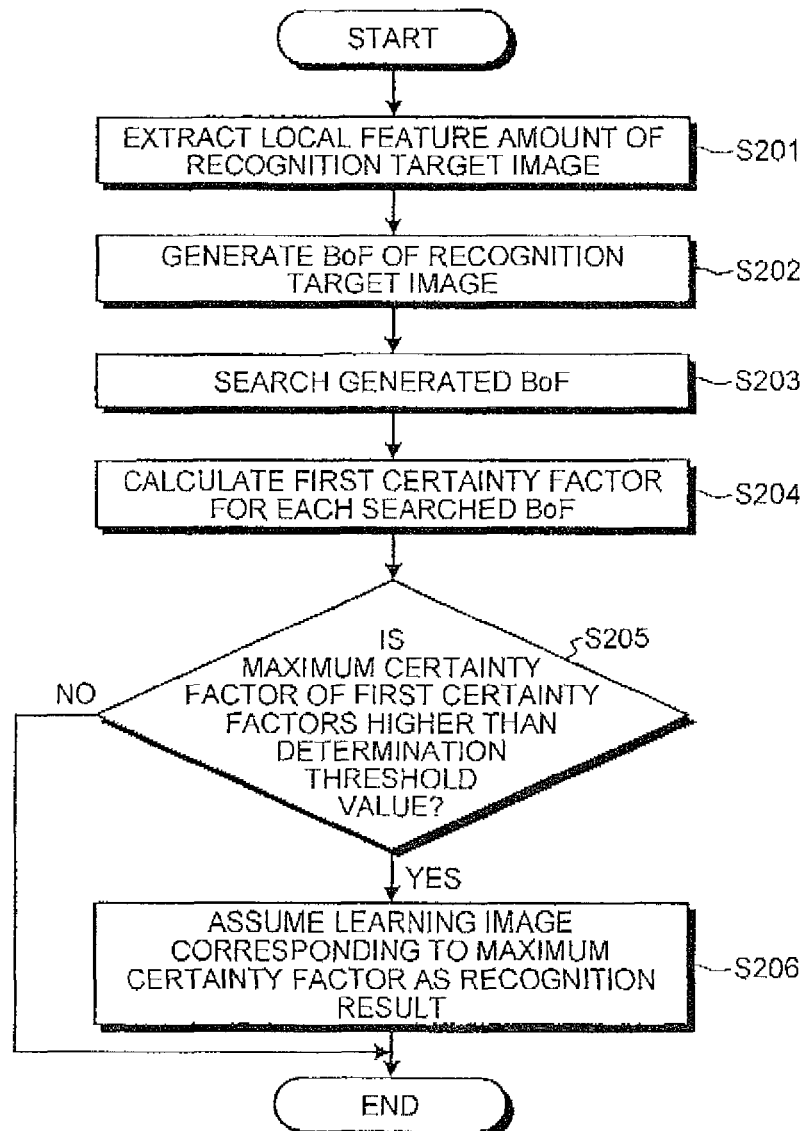 START
EXTRACT LOCAL FEATURE AMOUNT OF
RECOGNITION TARGET IMAGE
S201
GENERATE BoF OF RECOGNITION
TARGET IMAGE
S202
SEARCH GENERATED BoF
S203
CALCULATE FIRST CERTAINTY FACTOR
FOR EACH SEARCHED BoF
S204
IS
MAXIMUM CERTAINTY
FACTOR OF FIRST CERTAINTY
FACTORS HIGHER THAN
DETERMINATION
THRESHOLD
VALUE?
S205
NO
YES
ASSUME LEARNING IMAGE
CORRESPONDING TO MAXIMUM
CERTAINTY FACTOR AS RECOGNITION
RESULT
S206
END